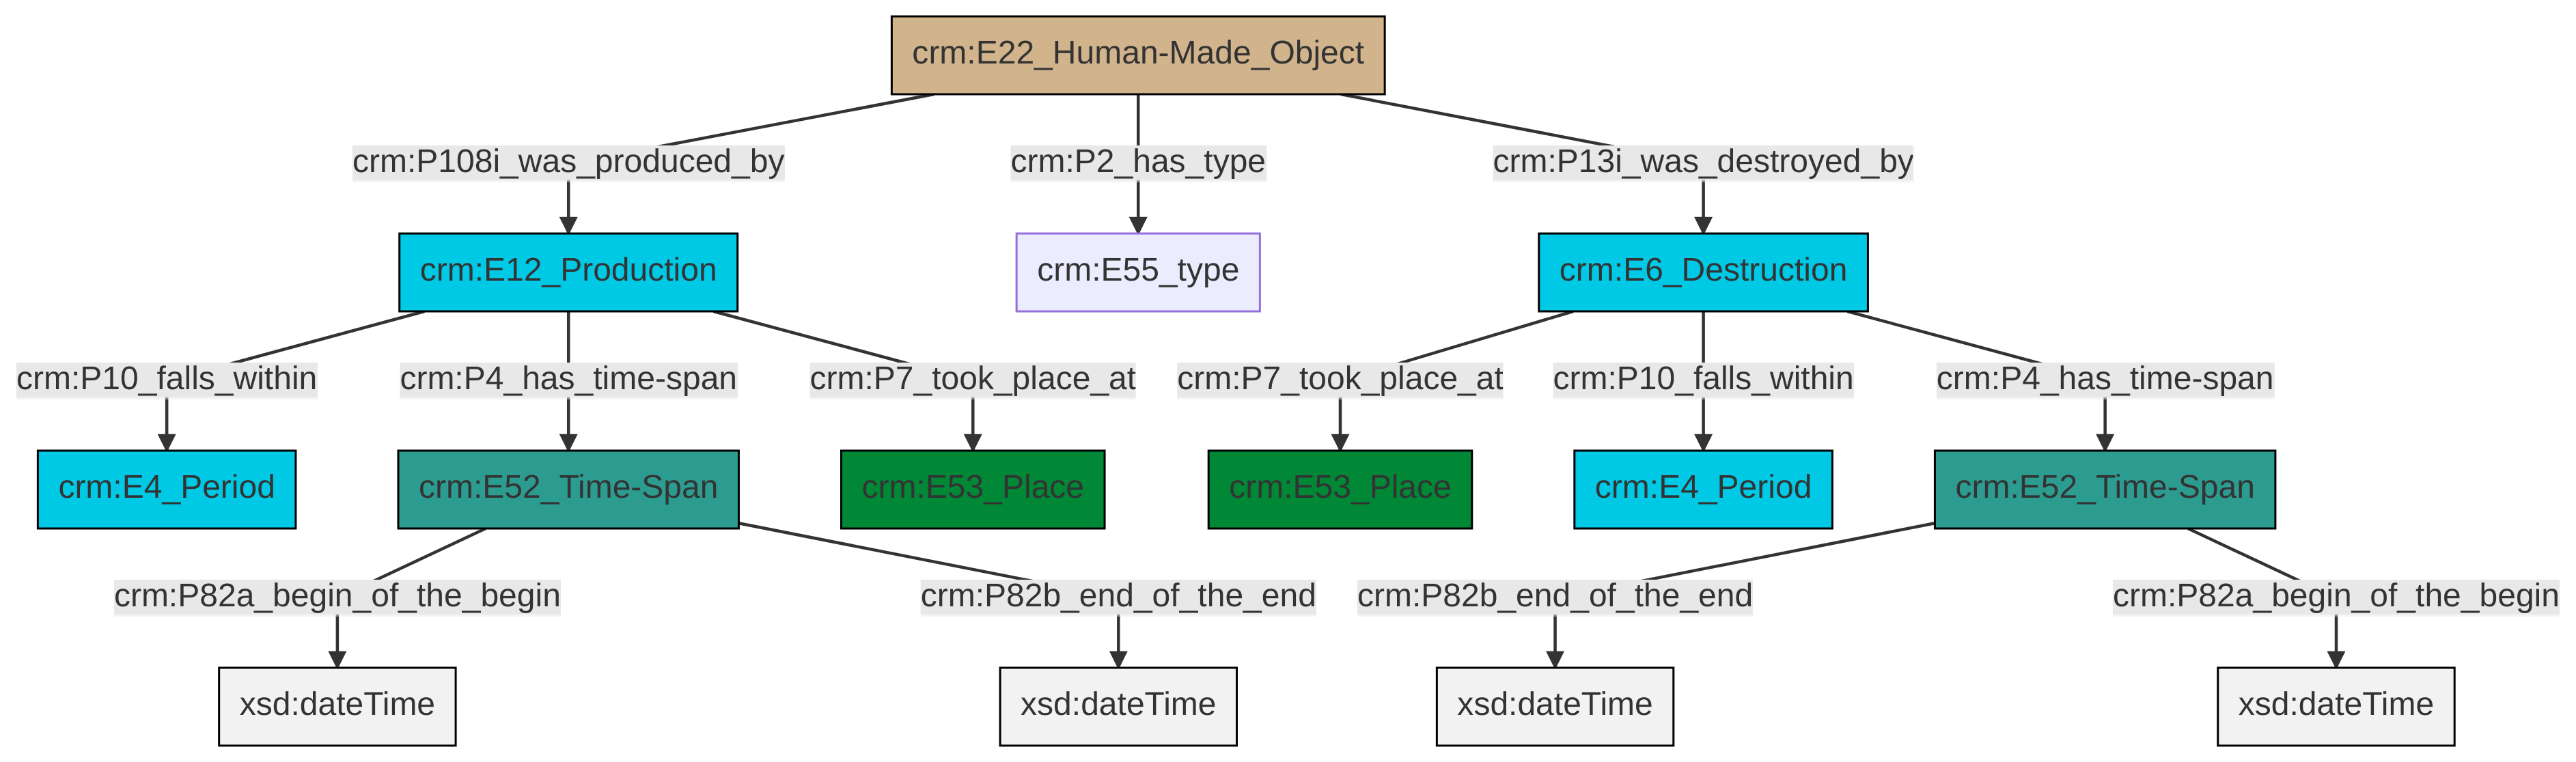 crm:E22_Human-Made_Object
crm:P108i_was_produced_by
crm:P2_has_type
crm:P13i_was_destroyed_by
crm:E12_Production
crm:E55_type
crm:E6_Destruction
crm:P10_falls_within
crm:P4_has_time-span
crm:P7_took_place_at
crm:P7_took_place_at
crm:P10_falls_within
crm:P4_has_time-span
crm:E4_Period
crm:E52_Time-Span
crm:E53_Place
crm:E53_Place
crm:E4_Period
crm:E52_Time-Span
crm:P82a_begin_of_the_begin
crm:P82b_end_of_the_end
crm:P82b_end_of_the_end
crm:P82a_begin_of_the_begin
xsd:dateTime
xsd:dateTime
xsd:dateTime
xsd:dateTime